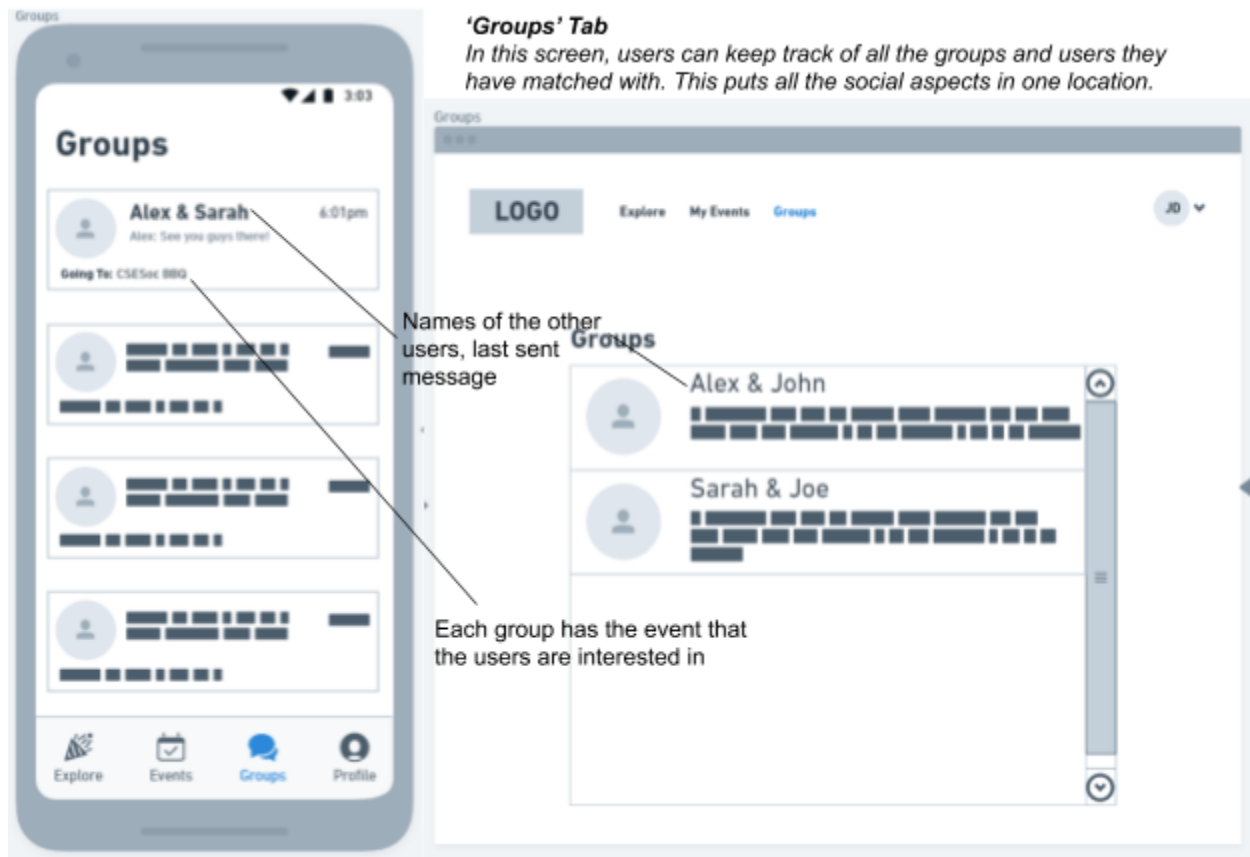 Groups
'Groups' Tab
In this screen, users can keep track of all the groups and users they
have matched with. This puts all the social aspects in one location.
3:03
Groups
Alex & Sarah
6:01pm
Alex: See you guys there!
Going To: CSESoc BBQ
Explore
Events
Groups
Profile
Groups
LOGO
Explore
My Events
Groups
JD
Names of the other
users, last sent
message
Groups
Alex & John
Sarah & Joe
Each group has the event that
the users are interested in